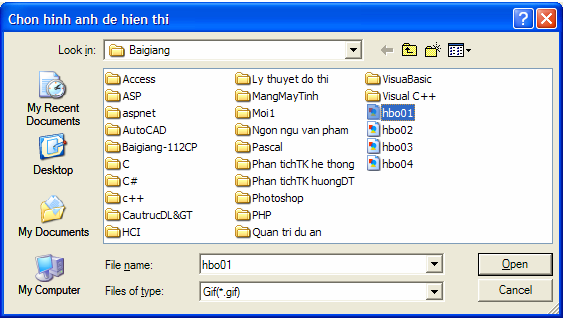 Chon hinh anh de hien thi
Look in: Baigiang
My Recent Documents
Desktop
My Documents
My Computer
Access
ASP
aspnet
AutoCAD
Baigiang-112CP
C
C#
c++
CautrucDL&GT
HCI
Ly thuyet do thi
MangMayTinh
Moi1
Ngon ngu van pham
Pascal
Phan tichTK he thong
Phan tichTK huongDT
Photoshop
PHP
Quan tri du an
VisuaBasic
Visual C++
hbo01
hbo02
hbo03
hbo04
File name: hbo01 Open
Files of type: Gif(*.gif) Cancel